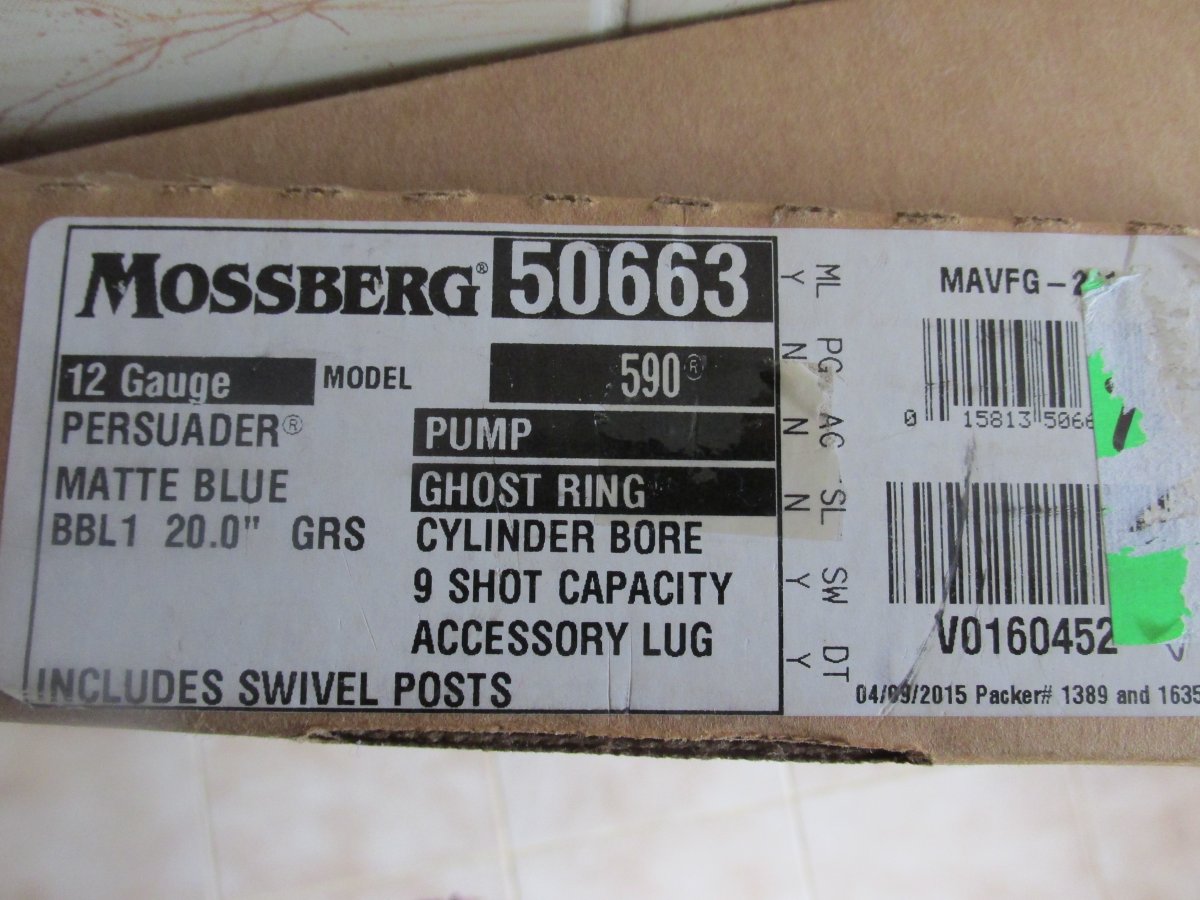 MOSSBERG® 50663
12 Gauge MODEL 590®
PERSUADER® PUMP
MATTE BLUE GHOST RING
BBL1 20.0" GRS CYLINDER BORE
9 SHOT CAPACITY
ACCESSORY LUG
INCLUDES SWIVEL POSTS
ML PG AC SL SW DT
Y N N N Y Y
0 15813 5066
V0160452
04/09/2015 Packer# 1389 and 1635